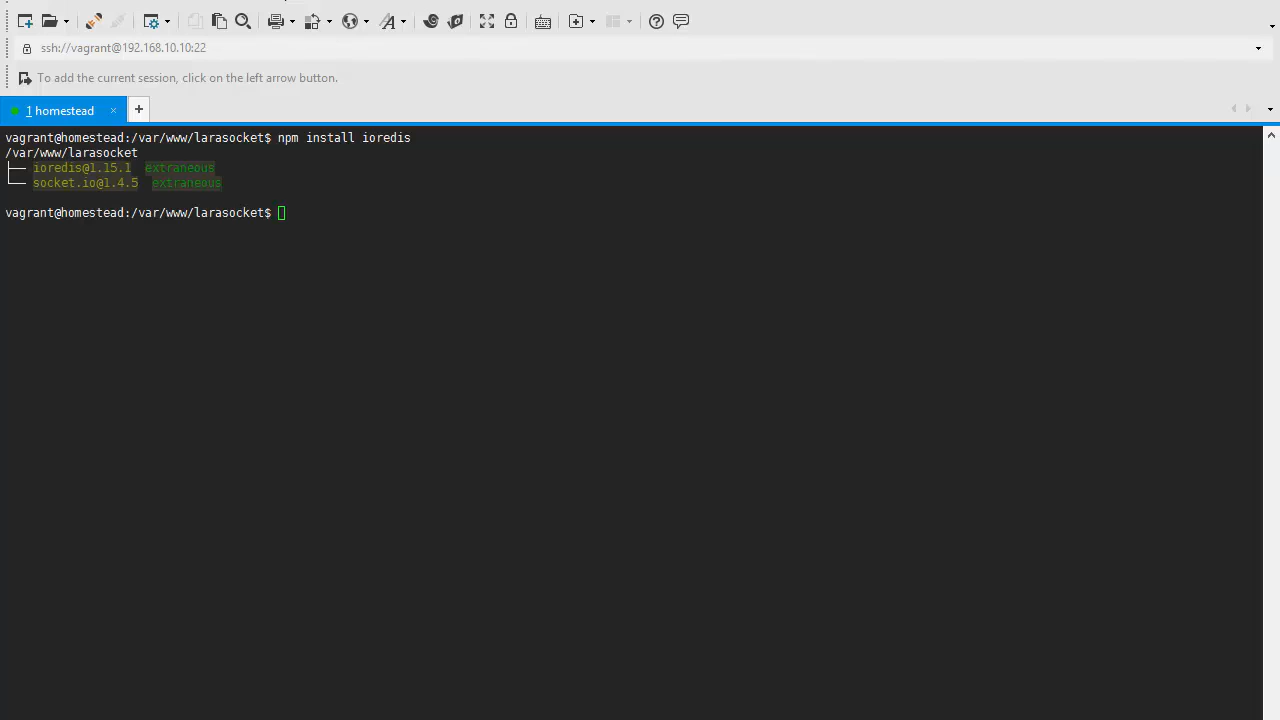 ssh://vagrant@192.168.10.10:22
To add the current session, click on the left arrow button.
1 homestead × +
vagrant@homestead:/var/www/larasocket$ npm install ioredis
/var/www/larasocket
├── ioredis@1.15.1  extraneous
└── socket.io@1.4.5  extraneous
vagrant@homestead:/var/www/larasocket$